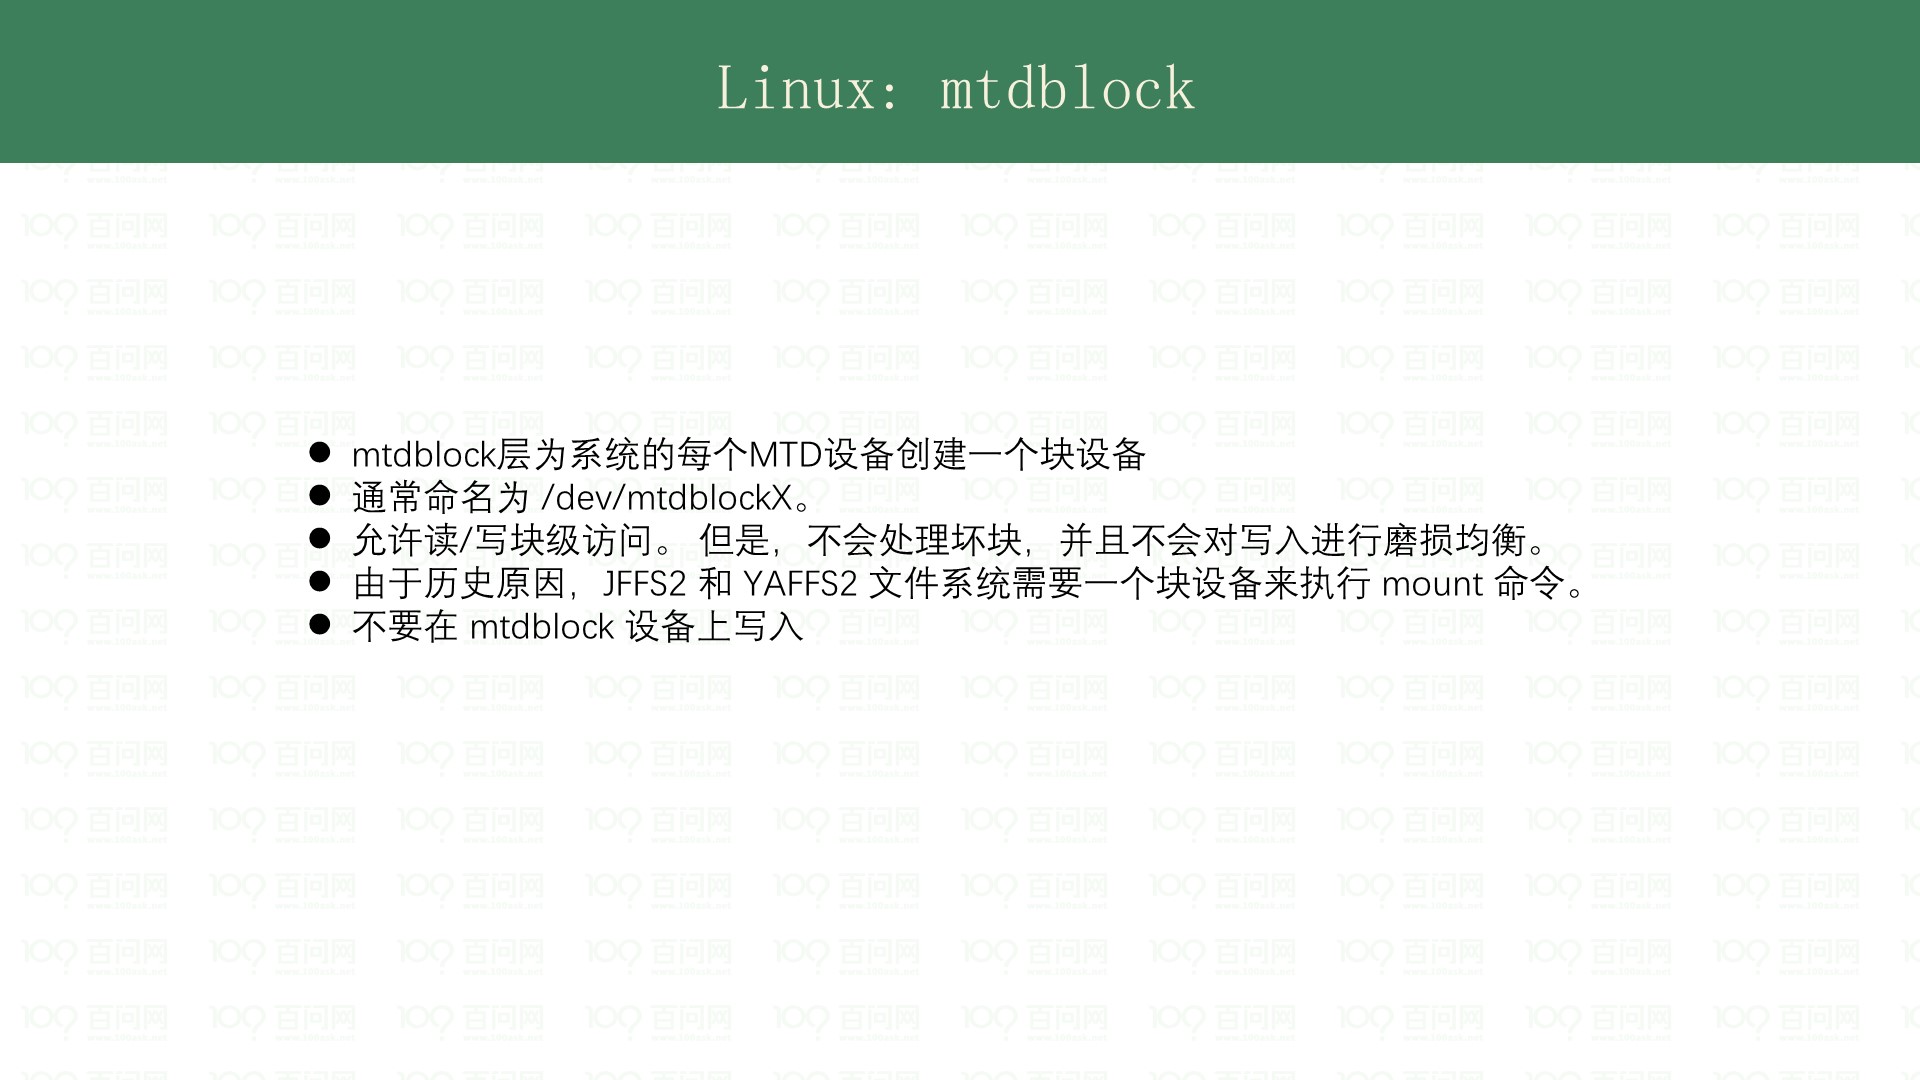 Linux：mtdblock
mtdblock层为系统的每个MTD设备创建一个块设备
通常命名为 /dev/mtdblockX。
允许读/写块级访问。 但是，不会处理坏块，并且不会对写入进行磨损均衡。
由于历史原因，JFFS2 和 YAFFS2 文件系统需要一个块设备来执行 mount 命令。
不要在 mtdblock 设备上写入
百问网
www.100ask.net